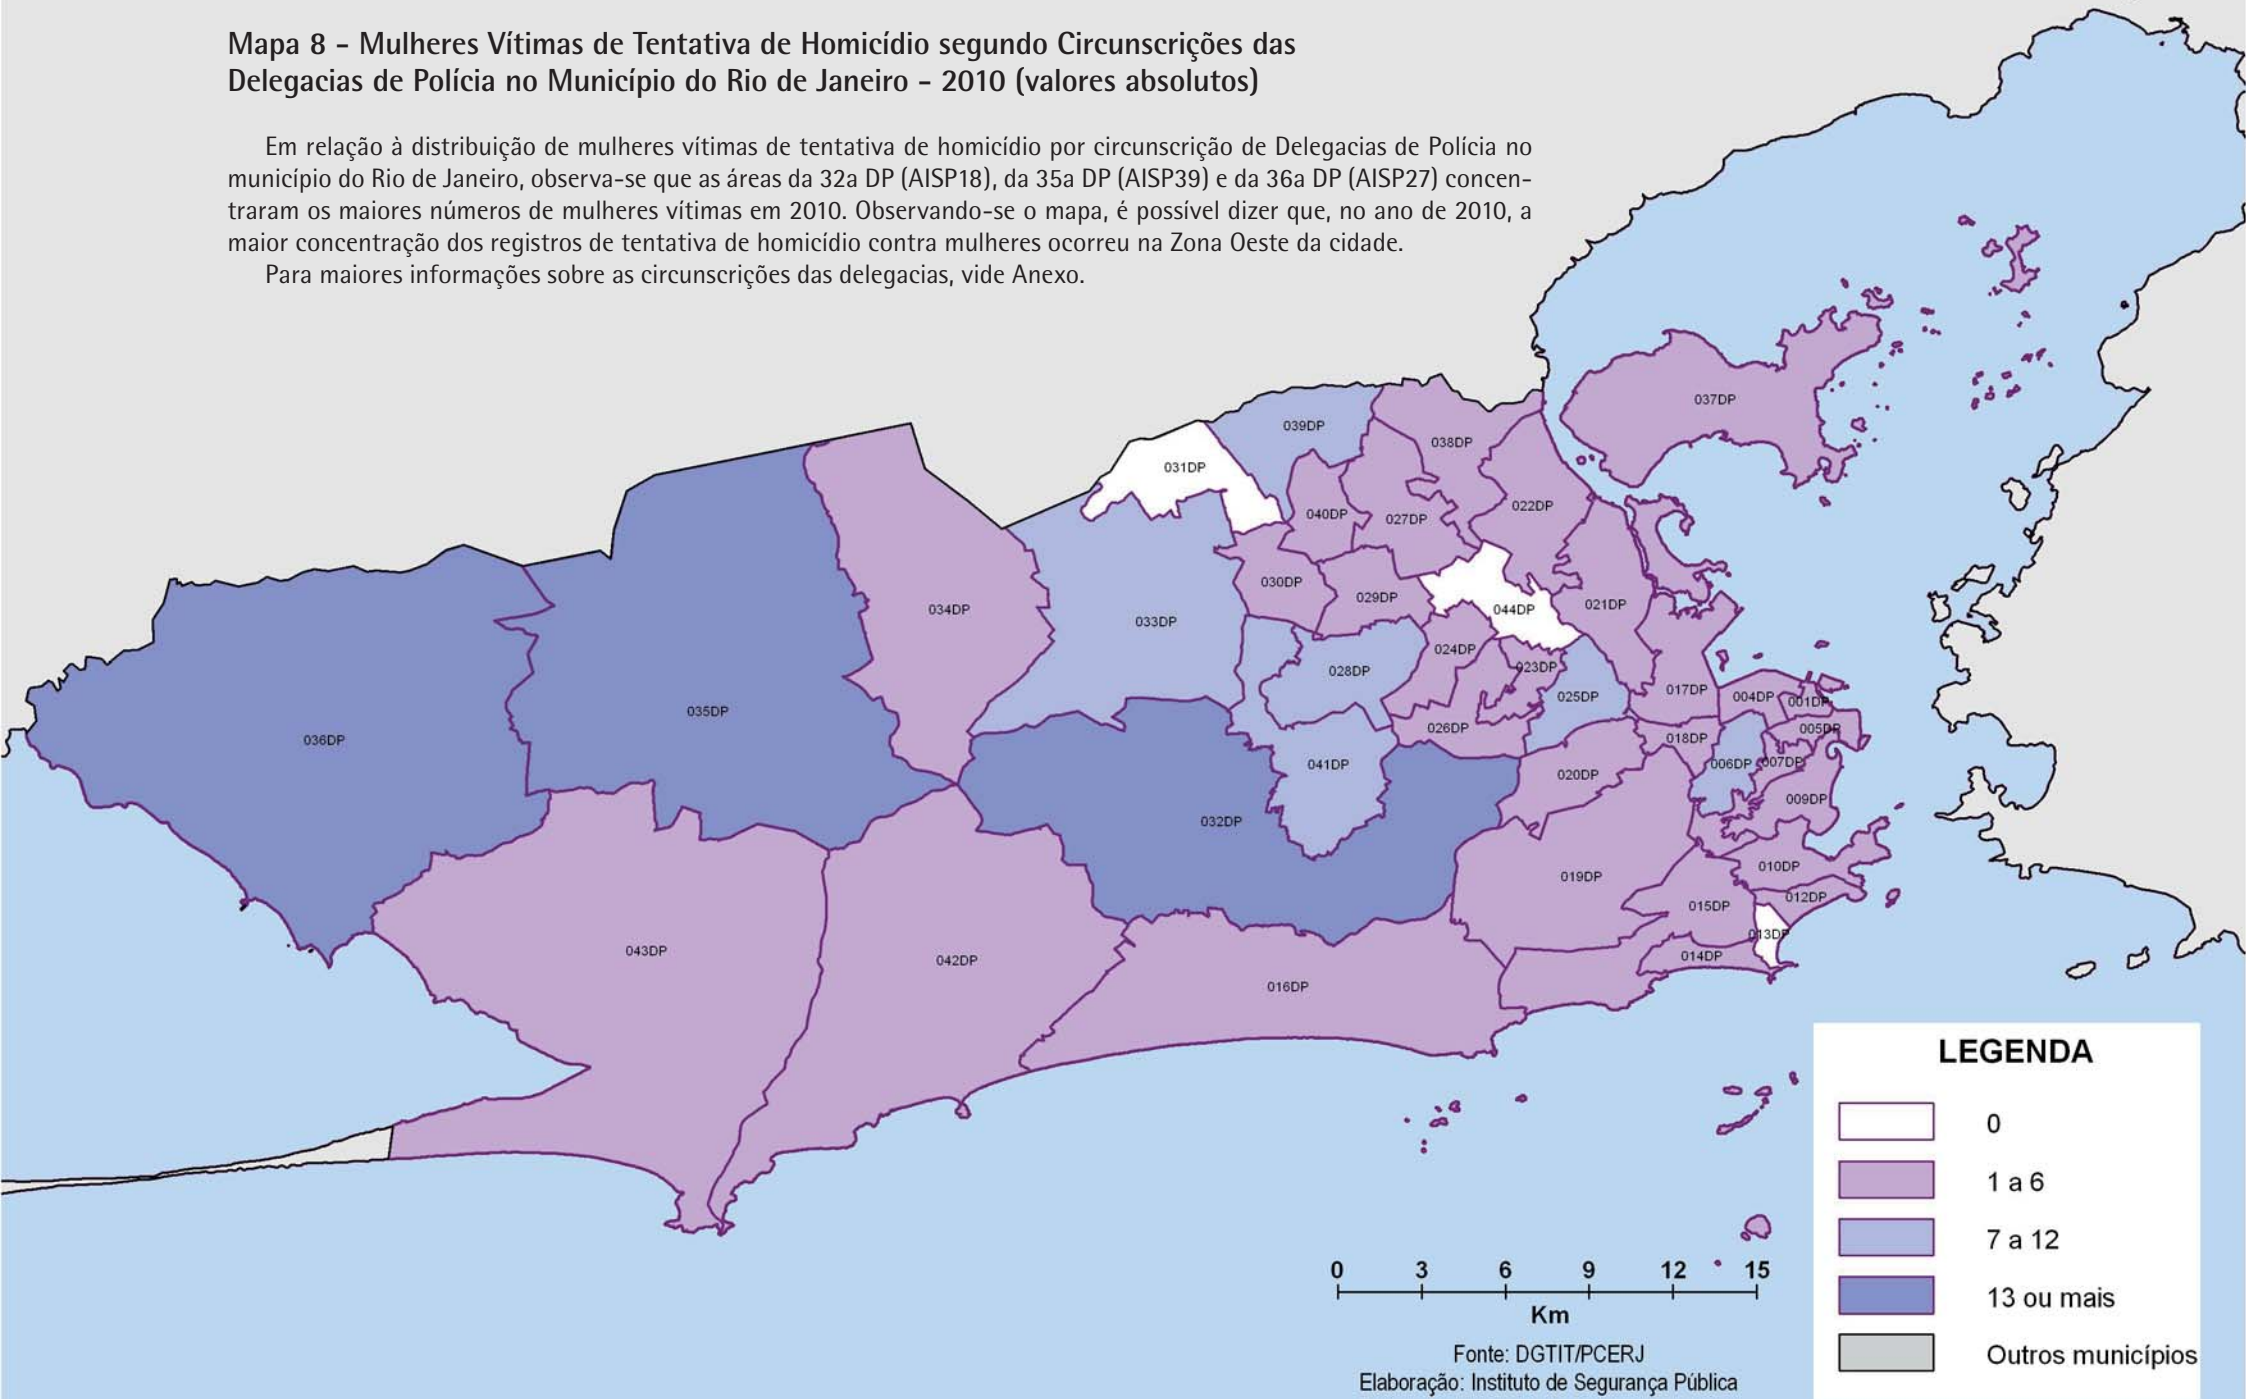 Mapa 8 - Mulheres Vítimas de Tentativa de Homicídio segundo Circunscrições das
Delegacias de Polícia no Município do Rio de Janeiro - 2010 (valores absolutos)
Em relação à distribuição de mulheres vítimas de tentativa de homicídio por circunscrição de Delegacias de Polícia no
município do Rio de Janeiro, observa-se que as áreas da 32a DP (AISP18), da 35a DP (AISP39) e da 36a DP (AISP27) concen-
traram os maiores números de mulheres vítimas em 2010. Observando-se o mapa, é possível dizer que, no ano de 2010, a
maior concentração dos registros de tentativa de homicídio contra mulheres ocorreu na Zona Oeste da cidade.
Para maiores informações sobre as circunscrições das delegacias, vide Anexo.
037DP
039DP
038DP
031DP
022DP
040DP
027DP
030DP
029DP
021DP
044DP
034DP
033DP
024DP
023DP
028DP
017DP
025DP
004DP
001DP
035DP
026DP
005DP
018DP
036DP
041DP
006DP
007DP
020DP
009DP
032DP
010DP
019DP
012DP
015DP
013DP
043DP
014DP
042DP
016DP
LEGENDA
0
1 a 6
7 a 12
13 ou mais
Outros municípios
0 3 6 9 12 15
Km
Fonte: DGTIT/PCERJ
Elaboração: Instituto de Segurança Pública